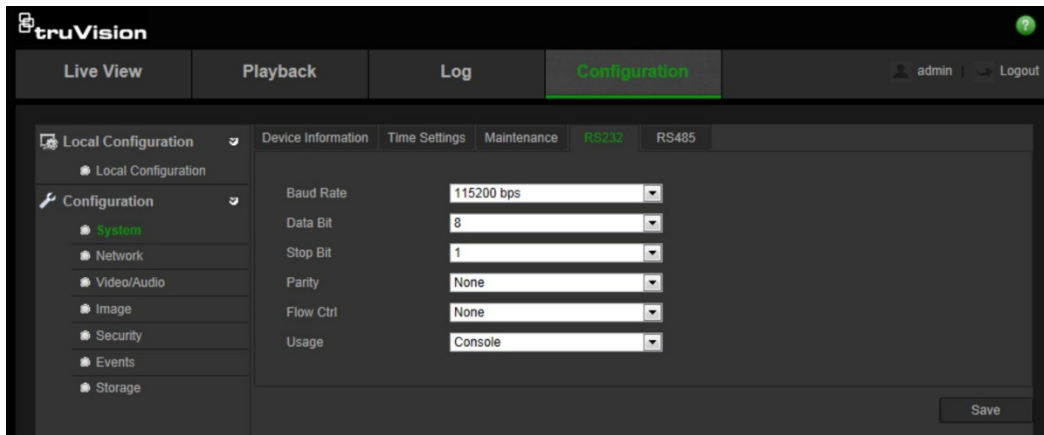 truVision
?
Live View Playback Log Configuration admin | Logout
Local Configuration
Local Configuration
Configuration
System
Network
Video/Audio
Image
Security
Events
Storage
Device Information Time Settings Maintenance RS232 RS485
Baud Rate 115200 bps
Data Bit 8
Stop Bit 1
Parity None
Flow Ctrl None
Usage Console
Save